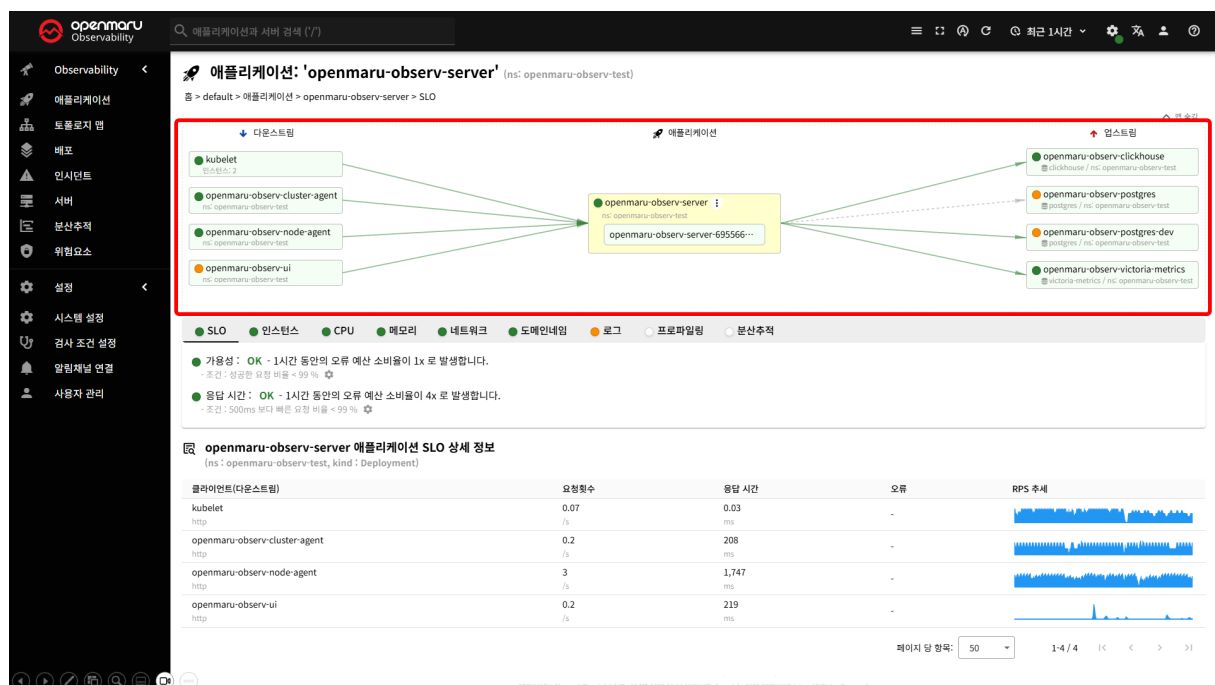 openmaru
Observability
애플리케이션과 서버 검색 ('/')
최근 1시간
Observability
애플리케이션
토폴로지 맵
배포
인시던트
서버
분산추적
위험요소
설정
시스템 설정
검사 조건 설정
알림채널 연결
사용자 관리
애플리케이션: 'openmaru-observ-server' (ns: openmaru-observ-test)
홈 > default > 애플리케이션 > openmaru-observ-server > SLO
맵 숨김
다운스트림
애플리케이션
업스트림
kubelet
인스턴스: 2
openmaru-observ-cluster-agent
ns: openmaru-observ-test
openmaru-observ-node-agent
ns: openmaru-observ-test
openmaru-observ-ui
ns: openmaru-observ-test
openmaru-observ-server
ns: openmaru-observ-test
openmaru-observ-server-695566···
openmaru-observ-clickhouse
clickhouse / ns: openmaru-observ-test
openmaru-observ-postgres
postgres / ns: openmaru-observ-test
openmaru-observ-postgres-dev
postgres / ns: openmaru-observ-test
openmaru-observ-victoria-metrics
victoria-metrics / ns: openmaru-observ-test
SLO 인스턴스 CPU 메모리 네트워크 도메인네임 로그 프로파일링 분산추적
가용성 : OK - 1시간 동안의 오류 예산 소비율이 1x 로 발생합니다.
- 조건 : 성공한 요청 비율 < 99 %
응답 시간 : OK - 1시간 동안의 오류 예산 소비율이 4x 로 발생합니다.
- 조건 : 500ms 보다 빠른 요청 비율 < 99 %
openmaru-observ-server 애플리케이션 SLO 상세 정보
(ns : openmaru-observ-test, kind : Deployment)
클라이언트(다운스트림) 요청횟수 응답 시간 오류 RPS 추세
kubelet 0.07 0.03 -
http /s ms
openmaru-observ-cluster-agent 0.2 208 -
http /s ms
openmaru-observ-node-agent 3 1,747 -
http /s ms
openmaru-observ-ui 0.2 219 -
http /s ms
페이지 당 항목: 50 1-4 / 4